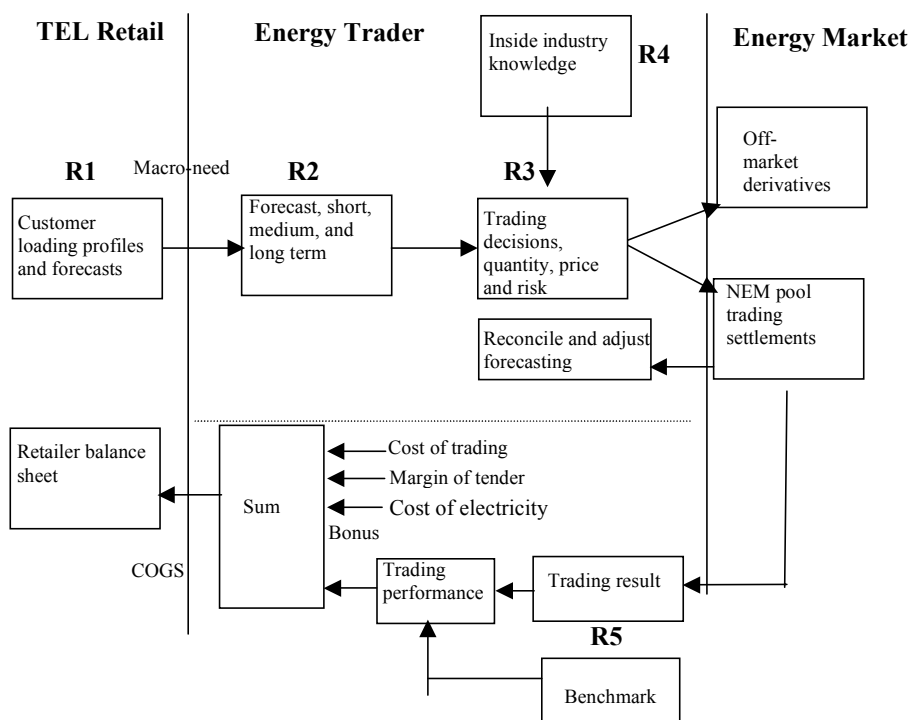 TEL Retail
Energy Trader
Energy Market
Inside industry
knowledge
R4
Off-
market
derivatives
R1
Macro-need
R2
R3
Customer
loading profiles
and forecasts
Forecast, short,
medium, and
long term
Trading
decisions,
quantity, price
and risk
NEM pool
trading
settlements
Reconcile and adjust
forecasting
Retailer balance
sheet
Sum
Cost of trading
Margin of tender
Cost of electricity
Bonus
COGS
Trading
performance
Trading result
R5
Benchmark